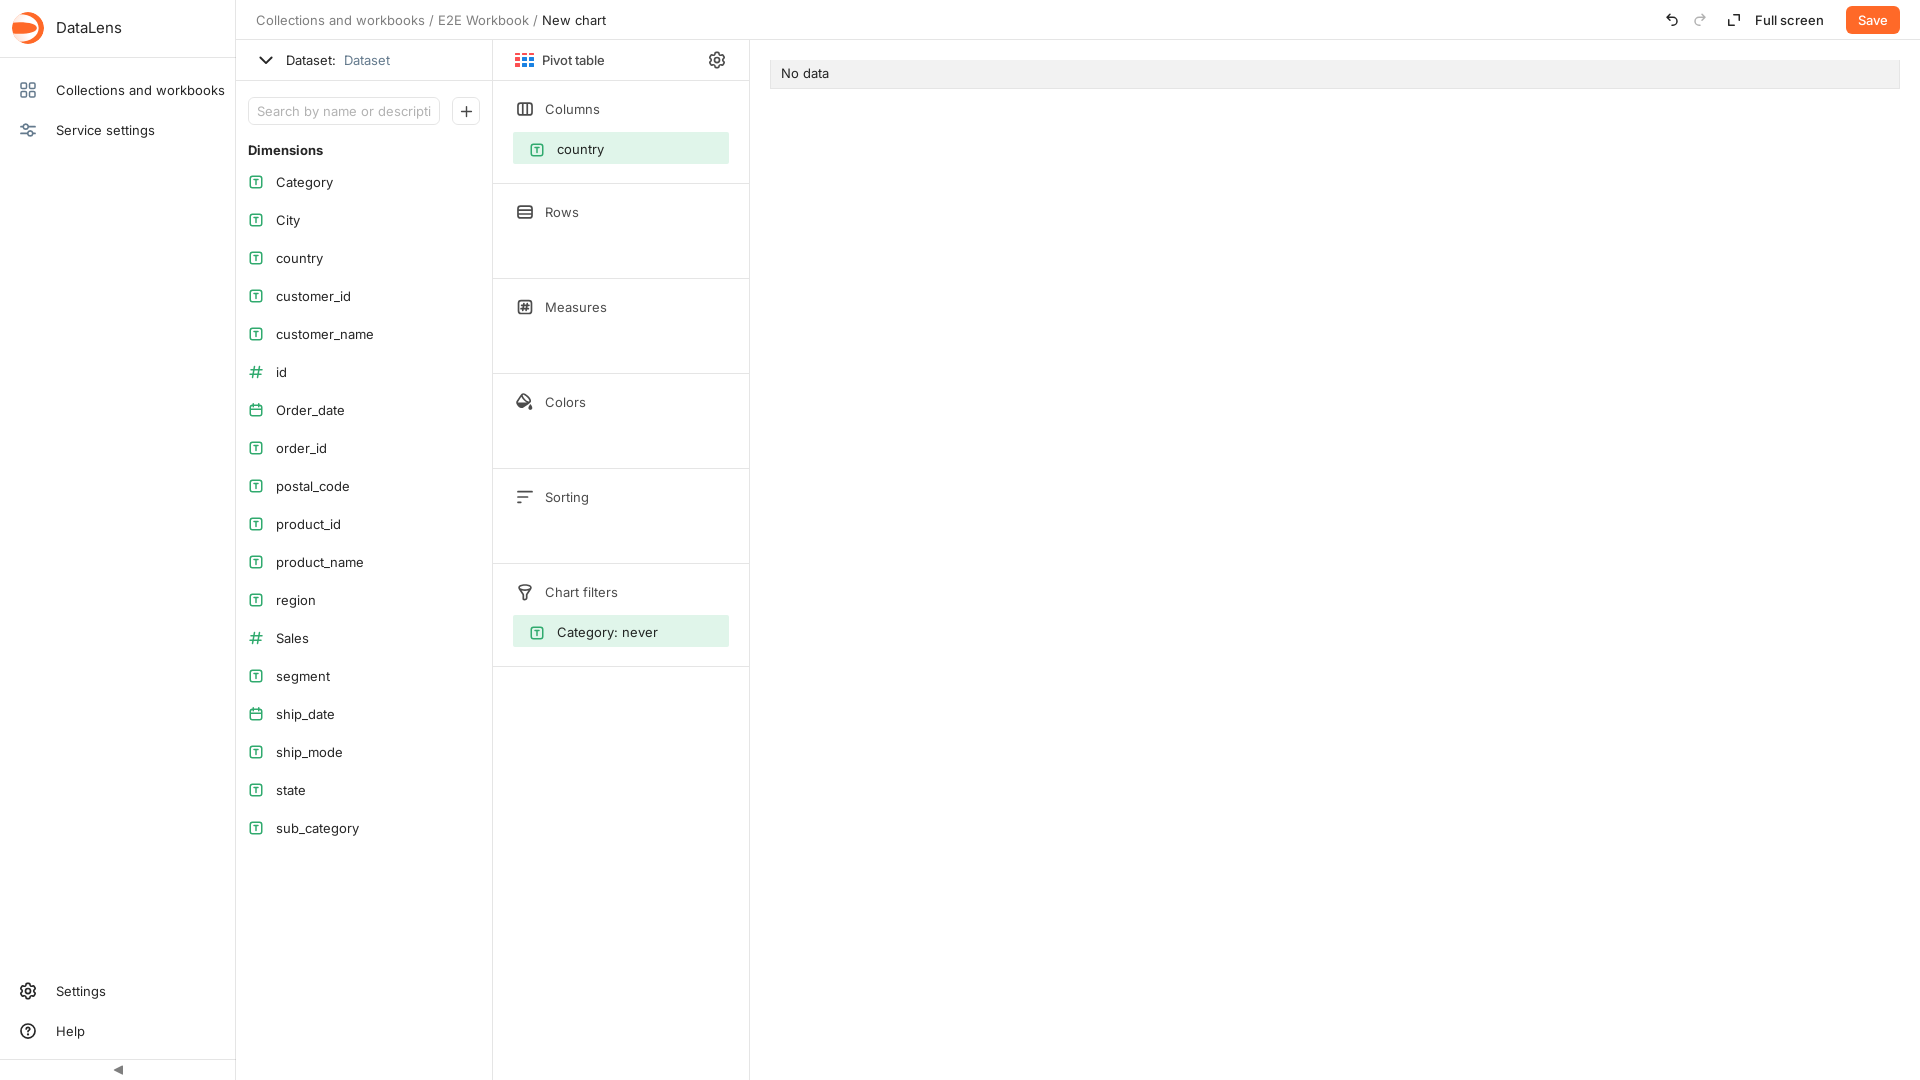 DataLens
Collections and workbooks
Service settings
Settings
Help
Collections and workbooks / E2E Workbook / New chart
Full screen
Save
Dataset: Dataset
Search by name or descripti
Dimensions
Category
City
country
customer_id
customer_name
id
Order_date
order_id
postal_code
product_id
product_name
region
Sales
segment
ship_date
ship_mode
state
sub_category
Pivot table
Columns
country
Rows
Measures
Colors
Sorting
Chart filters
Category: never
No data